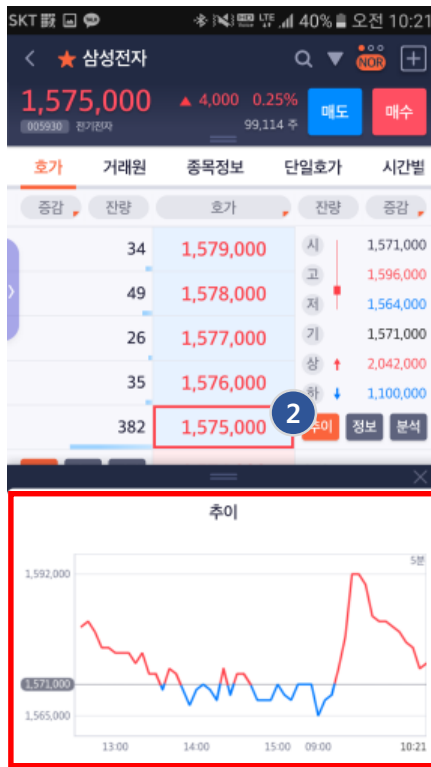 SKT 40% 오전 10:21
삼성전자 NOR
1,575,000 ▲ 4,000 0.25% 매도 매수
005930 전기전자 99,114 주
호가 거래원 종목정보 단일호가 시간별
증감 잔량 호가 잔량 증감
34 1,579,000 시 1,571,000
고 1,596,000
49 1,578,000 저 1,564,000
26 1,577,000 기 1,571,000
상 2,042,000
35 1,576,000 하 1,100,000
382 1,575,000 2 추이 정보 분석
추이
5분
1,592,000
1,571,000
1,565,000
13:00 14:00 15:00 09:00 10:21